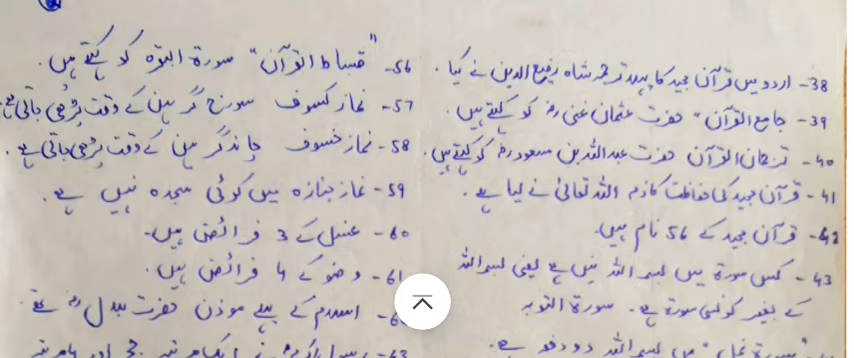 38- اردو میں قرآن مجید کا پہلا ترجمہ شاہ رفیع الدین نے کیا.
39- جامع القرآن" حضرت عثمان غنی رض کو کہتے ہیں.
40- ترجمان القرآن حضرت عبداللہ بن مسعود رض کو کہتے ہیں.
41- قرآن مجید کی حفاظت کا ذمہ اللہ تعالیٰ نے لیا ہے.
42- قرآن مجید کے 56 نام ہیں.
43- کس سورۃ میں بسم اللہ نہیں ہے یعنی بسم اللہ
کے بغیر کونسی سورۃ ہے- سورۃ التوبہ
میں بسم اللہ دو دفعہ ہے.
56- "فسطاط القرآن" سورۃ البقرہ کو کہتے ہیں.
57- نماز کسوف سورج گرہن کے وقت پڑھی جاتی ہے.
58- نماز خسوف چاند گرہن کے وقت پڑھی جاتی ہے.
59- نماز جنازہ میں کوئی سجدہ نہیں ہے.
60- غسل کے 3 فرائض ہیں-
61- وضو کے 4 فرائض ہیں.
اسلام کے پہلے موذن حضرت بلال رض تھے.
63-